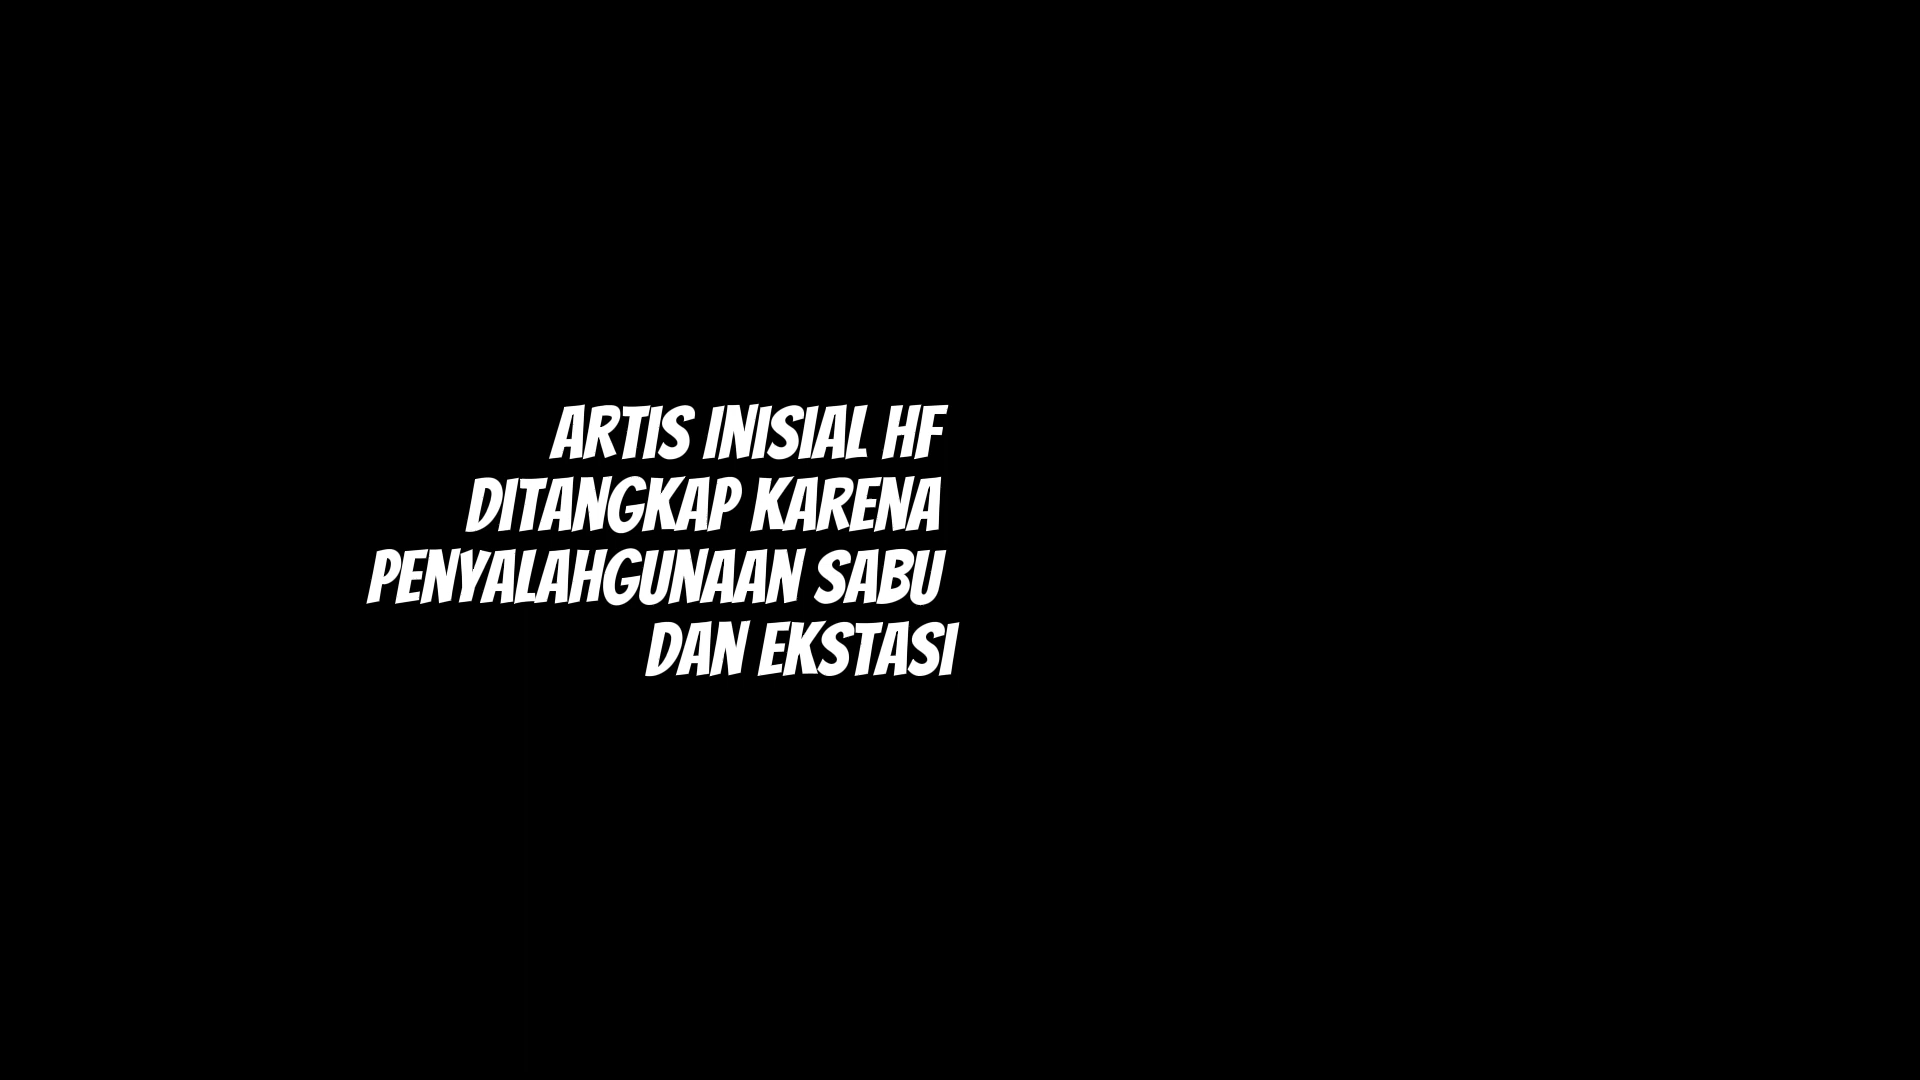 ARTIS INISIAL HF
DITANGKAP KARENA
PENYALAHGUNAAN SABU
DAN EKSTASI